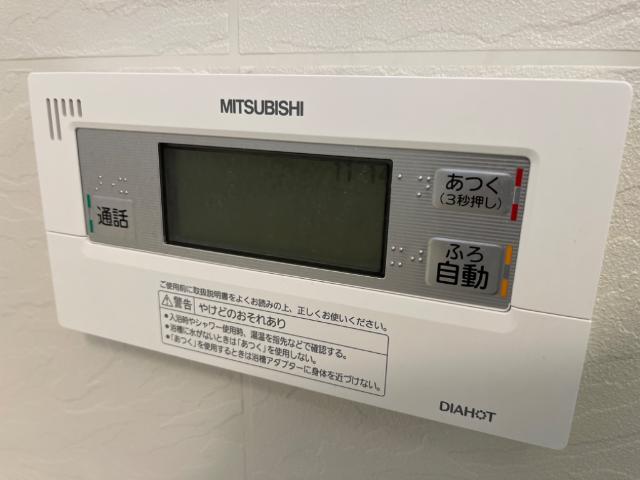 MITSUBISHI
あつく
(3秒押し)
通話
ふろ
自動
ご使用前に取扱説明書をよくお読みの上、正しくお使いください。
⚠警告 やけどのおそれあり
●入浴時やシャワー使用時、湯温を指先などで確認する。
●浴槽に水がないときは「あつく」を使用しない。
●「あつく」を使用するときは浴槽アダプターに身体を近づけない。
DIAHOT